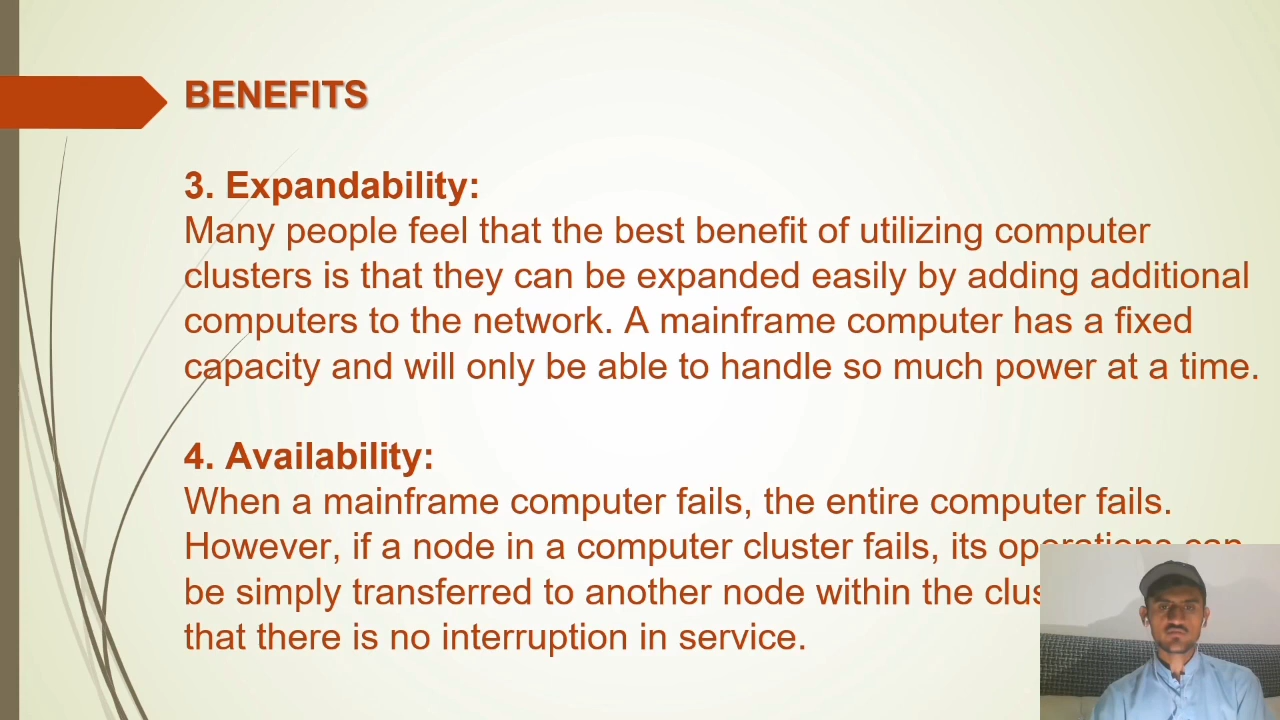 BENEFITS
3. Expandability:
Many people feel that the best benefit of utilizing computer
clusters is that they can be expanded easily by adding additional
computers to the network. A mainframe computer has a fixed
capacity and will only be able to handle so much power at a time.
4. Availability:
When a mainframe computer fails, the entire computer fails.
However, if a node in a computer cluster fails, its operations can
be simply transferred to another node within the
that there is no interruption in service.